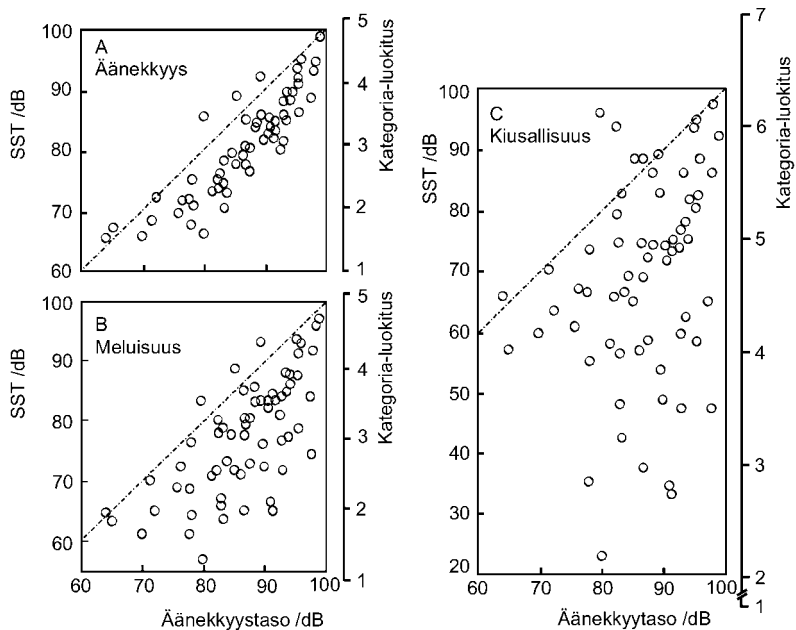 A
Äänekkyys
SST /dB
100
90
80
70
60
5
4
3
2
1
Kategoria-luokitus
B
Meluisuus
SST /dB
100
90
80
70
60
5
4
3
2
1
Kategoria-luokitus
60 70 80 90 100
Äänekkyystaso /dB
C
Kiusallisuus
SST /dB
100
90
80
70
60
50
40
30
20
7
6
5
4
3
2
1
Kategoria-luokitus
60 70 80 90 100
Äänekkyytaso /dB